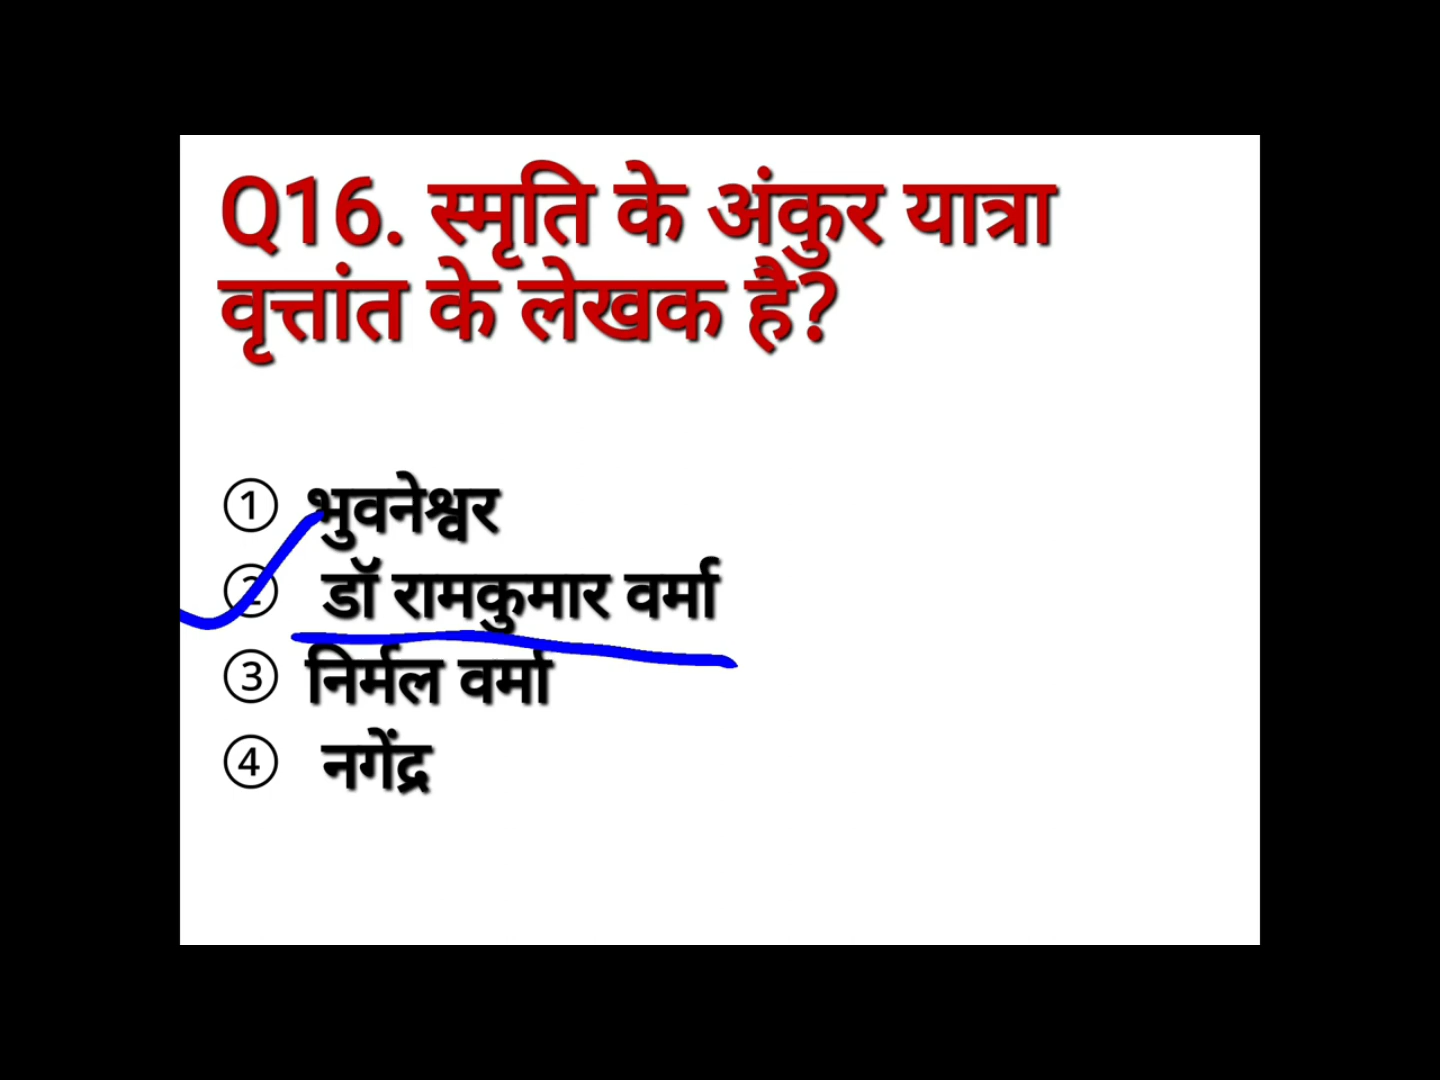 Q16. स्मृति के अंकुर यात्रा
वृत्तांत के लेखक है?
① भुवनेश्वर
② डॉ रामकुमार वर्मा
③ निर्मल वर्मा
④ नगेंद्र